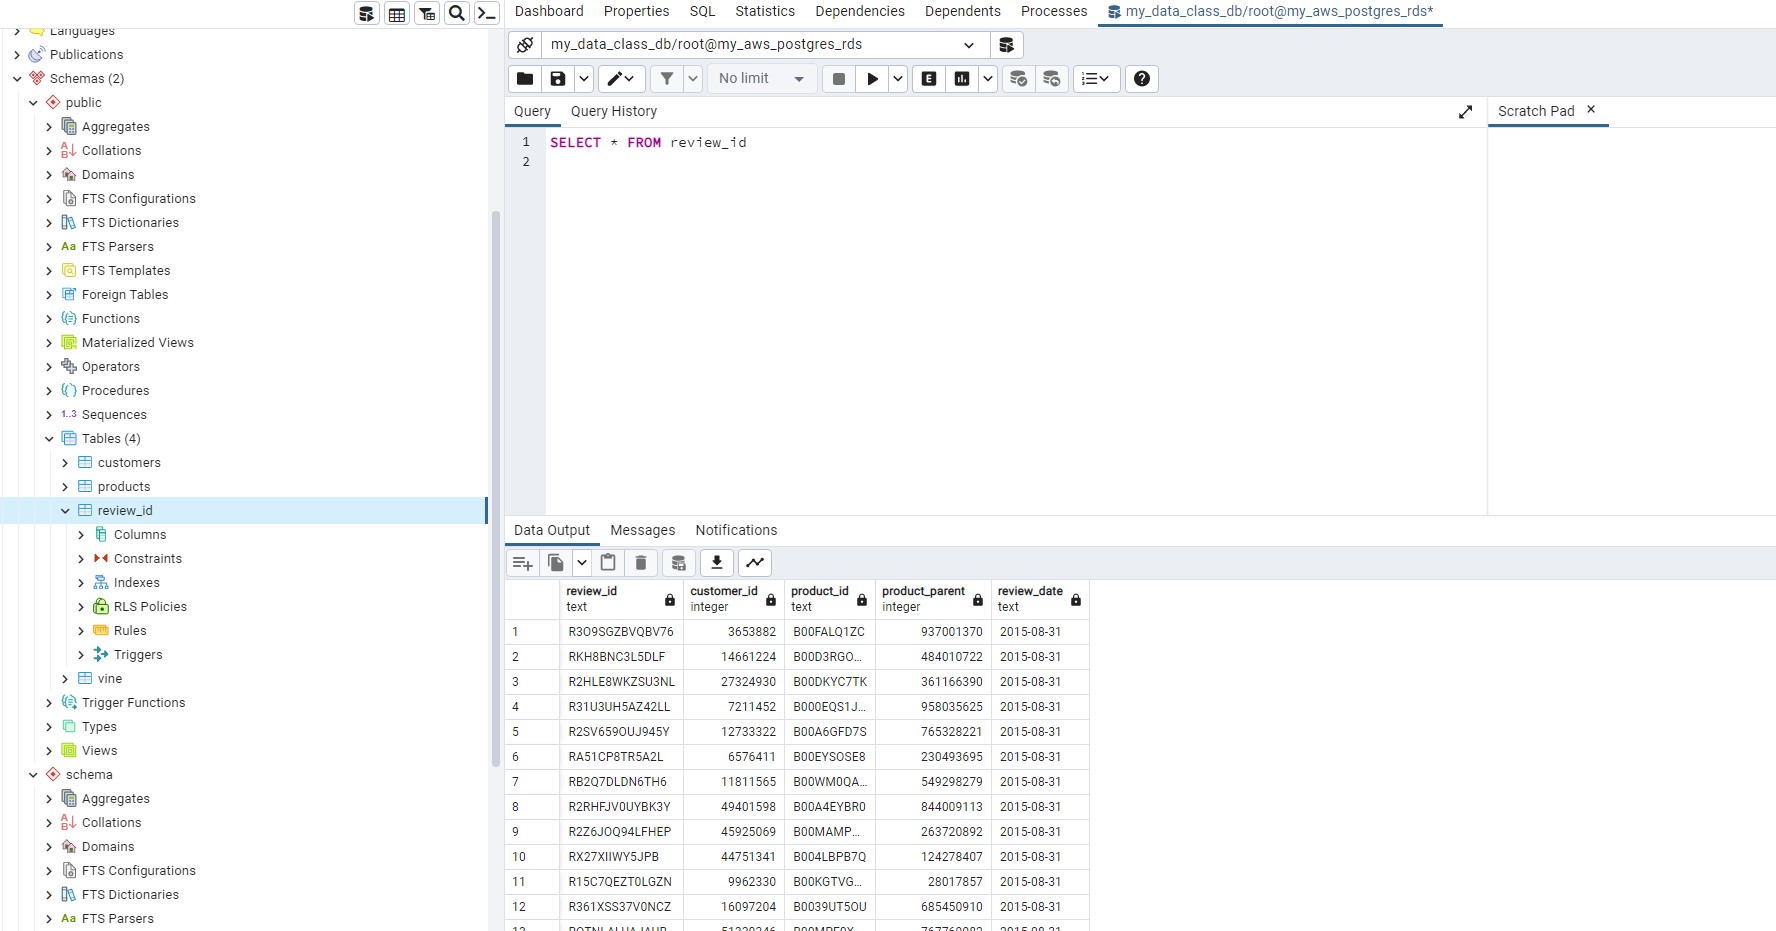 Dashboard Properties SQL Statistics Dependencies Dependents Processes my_data_class_db/root@my_aws_postgres_rds*
Languages
Publications
Schemas (2)
public
Aggregates
Collations
Domains
FTS Configurations
FTS Dictionaries
Aa FTS Parsers
FTS Templates
Foreign Tables
Functions
Materialized Views
Operators
Procedures
1..3 Sequences
Tables (4)
customers
products
review_id
Columns
Constraints
Indexes
RLS Policies
Rules
Triggers
vine
Trigger Functions
Types
Views
schema
Aggregates
Collations
Domains
FTS Configurations
FTS Dictionaries
Aa FTS Parsers
my_data_class_db/root@my_aws_postgres_rds
No limit E
Query Query History
Scratch Pad
1 SELECT * FROM review_id
2
Data Output Messages Notifications
review_id customer_id product_id product_parent review_date
text integer text integer text
1 R3O9SGZBVQBV76 3653882 B00FALQ1ZC 937001370 2015-08-31
2 RKH8BNC3L5DLF 14661224 B00D3RGO... 484010722 2015-08-31
3 R2HLE8WKZSU3NL 27324930 B00DKYC7TK 361166390 2015-08-31
4 R31U3UH5AZ42LL 7211452 B000EQS1J... 958035625 2015-08-31
5 R2SV659OUJ945Y 12733322 B00A6GFD7S 765328221 2015-08-31
6 RA51CP8TR5A2L 6576411 B00EYSOSE8 230493695 2015-08-31
7 RB2Q7DLDN6TH6 11811565 B00WM0QA... 549298279 2015-08-31
8 R2RHFJV0UYBK3Y 49401598 B00A4EYBR0 844009113 2015-08-31
9 R2Z6JOQ94LFHEP 45925069 B00MAMP... 263720892 2015-08-31
10 RX27XIIWY5JPB 44751341 B004LBPB7Q 124278407 2015-08-31
11 R15C7QEZT0LGZN 9962330 B00KGTVG... 28017857 2015-08-31
12 R361XSS37V0NCZ 16097204 B0039UT5OU 685450910 2015-08-31